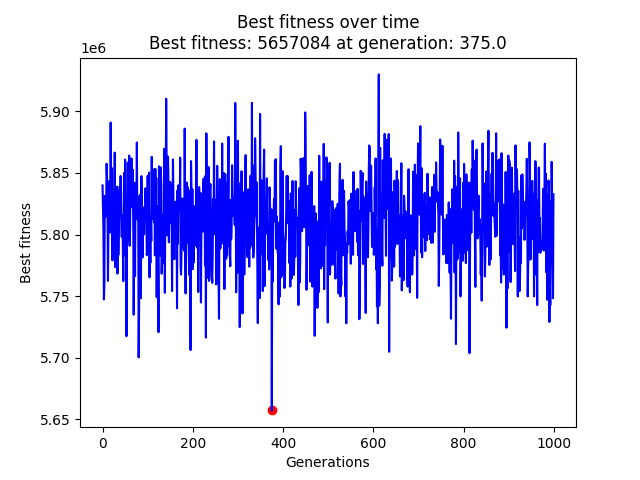 Best fitness over time
Best fitness: 5657084 at generation: 375.0
1e6
5.90
5.85
5.80
5.75
5.70
5.65
Best fitness
0 200 400 600 800 1000
Generations